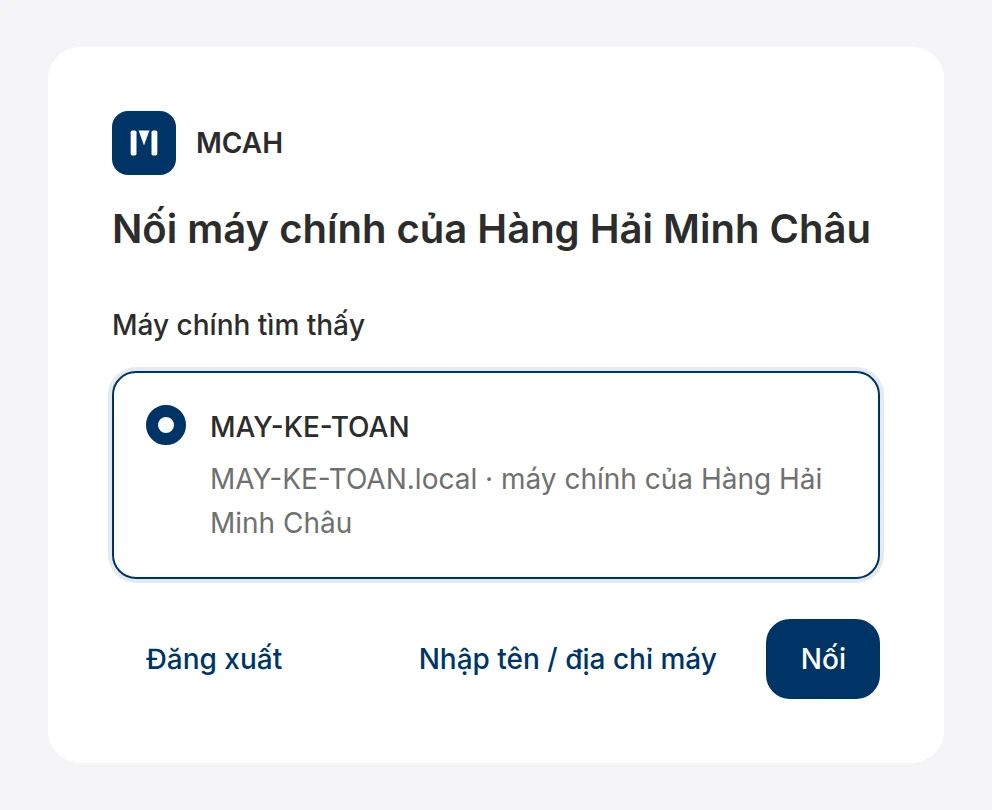 MCAH
Nối máy chính của Hàng Hải Minh Châu
Máy chính tìm thấy
MAY-KE-TOAN
MAY-KE-TOAN.local · máy chính của Hàng Hải
Minh Châu
Đăng xuất
Nhập tên / địa chỉ máy
Nối